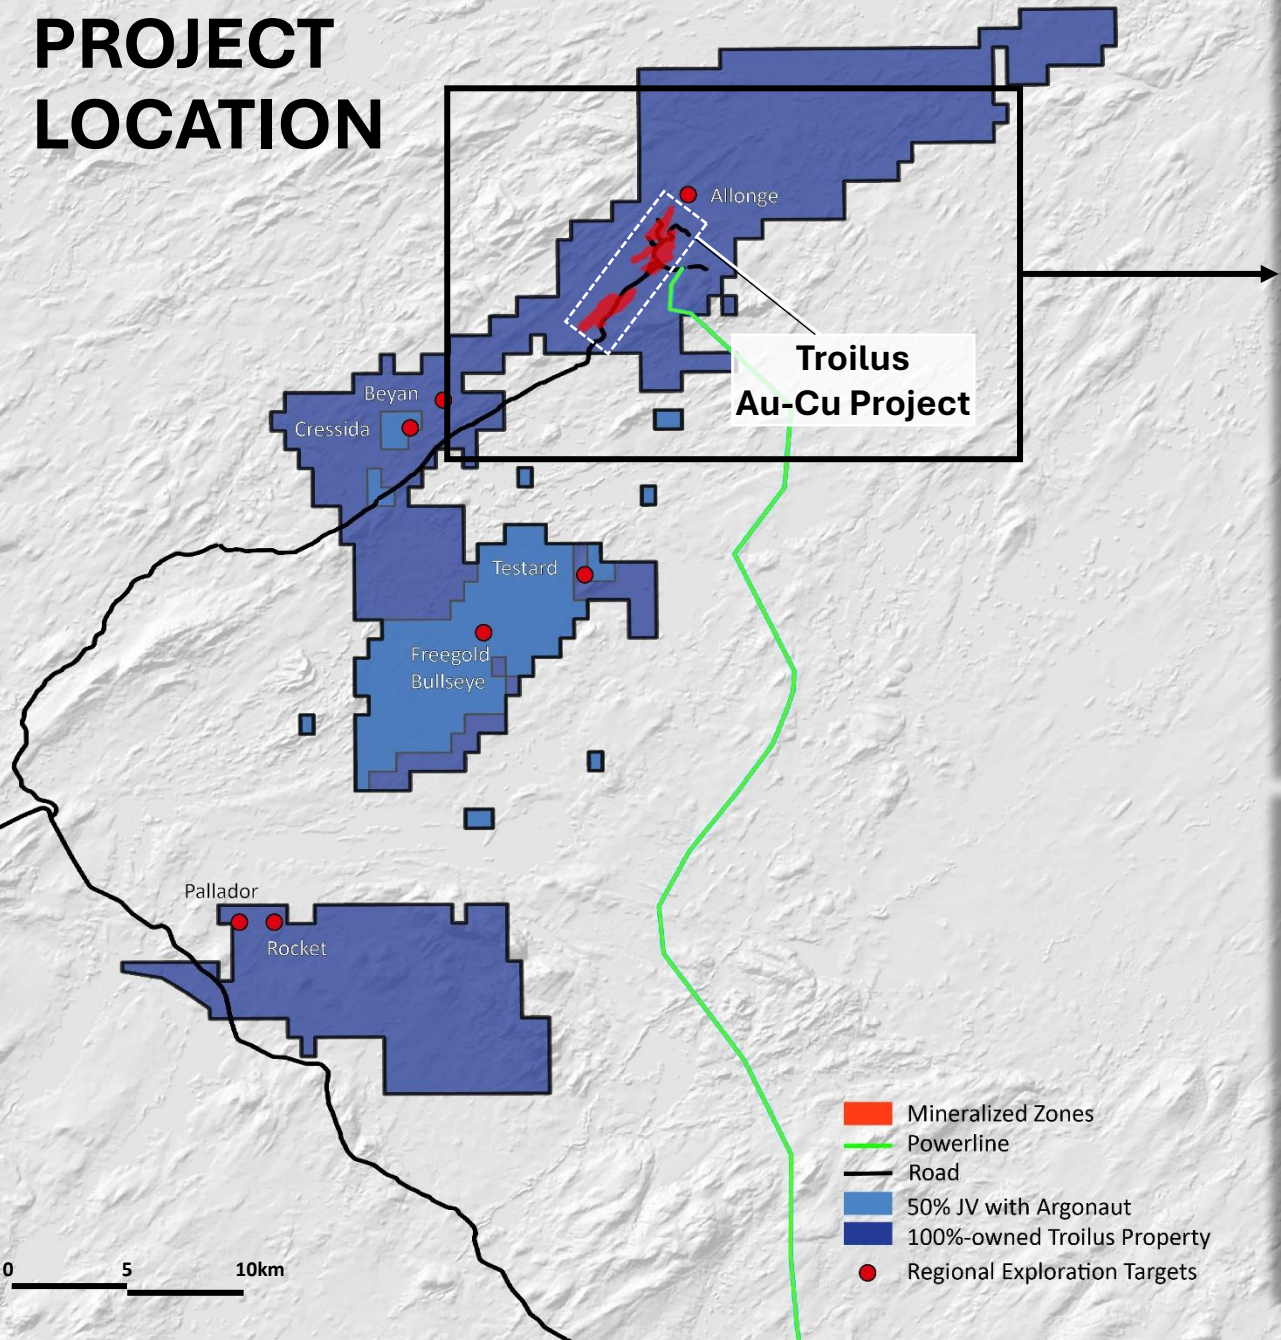 PROJECT
LOCATION
Allonge
Troilus
Au-Cu Project
Beyan
Cressida
Testard
Freegold
Bullseye
Pallador
Rocket
Mineralized Zones
Powerline
Road
50% JV with Argonaut
100%-owned Troilus Property
Regional Exploration Targets
0 5 10km